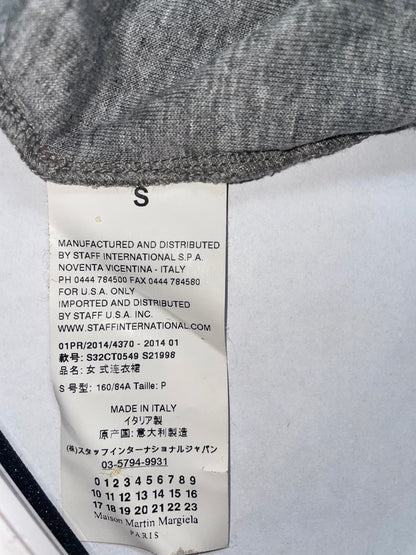 S
MANUFACTURED AND DISTRIBUTED
BY STAFF INTERNATIONAL S.P.A.
NOVENTA VICENTINA - ITALY
PH 0444 784500 FAX 0444 784580
FOR U.S.A. ONLY
IMPORTED AND DISTRIBUTED
BY STAFF U.S.A. INC.
WWW.STAFFINTERNATIONAL.COM
01PR/2014/4370 - 2014 01
款号: S32CT0549 S21998
品名: 女 式连衣裙
S 号型: 160/84A Taille: P
MADE IN ITALY
イタリア製
原产国: 意大利製造
(株)スタッフインターナショナルジャパン
03-5794-9931
0 1 2 3 4 5 6 7 8 9
10 11 12 13 14 15 16
17 18 19 20 21 22 23
Maison Martin Margiela
PARIS